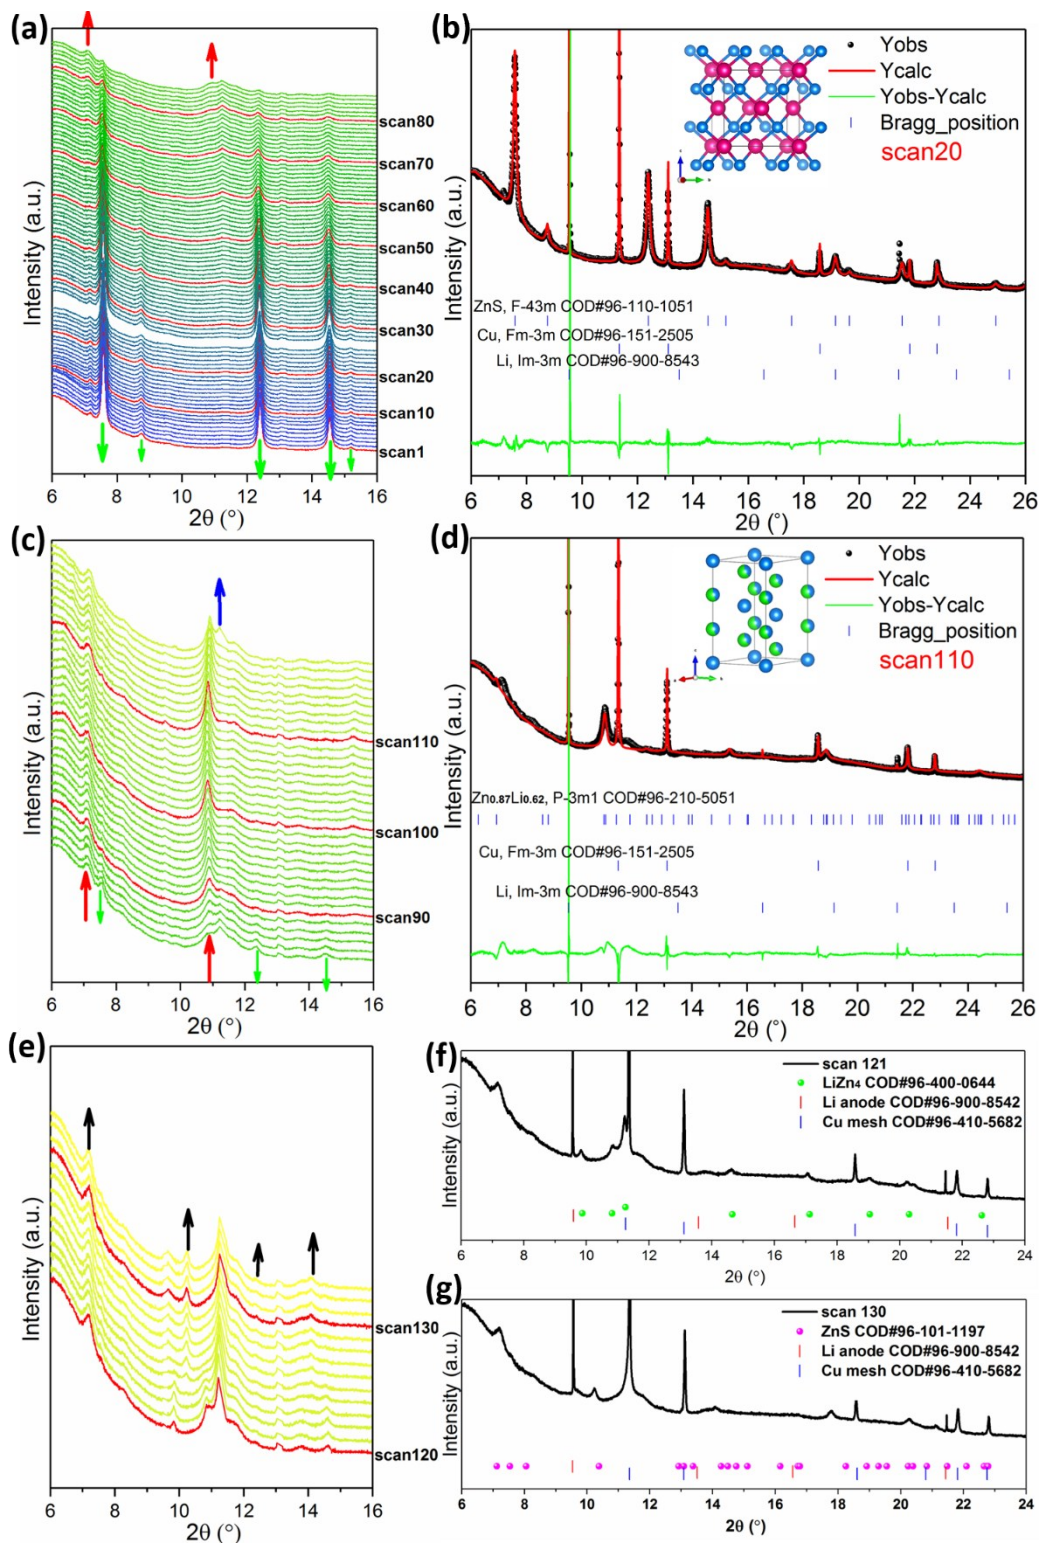 (a)
Intensity (a.u.)
scan80
scan70
scan60
scan50
scan40
scan30
scan20
scan10
scan1
6 8 10 12 14 16
2θ (°)
(b)
Intensity (a.u.)
Yobs
Ycalc
Yobs-Ycalc
Bragg_position
scan20
ZnS, F-43m COD#96-110-1051
Cu, Fm-3m COD#96-151-2505
Li, Im-3m COD#96-900-8543
6 8 10 12 14 16 18 20 22 24 26
2θ (°)
(c)
Intensity (a.u.)
scan110
scan100
scan90
6 8 10 12 14 16
2θ (°)
(d)
Intensity (a.u.)
Yobs
Ycalc
Yobs-Ycalc
Bragg_position
scan110
Zn0.87Li0.62, P-3m1 COD#96-210-5051
Cu, Fm-3m COD#96-151-2505
Li, Im-3m COD#96-900-8543
6 8 10 12 14 16 18 20 22 24 26
2θ (°)
(e)
Intensity (a.u.)
scan130
scan120
6 8 10 12 14 16
2θ (°)
(f)
Intensity (a.u.)
scan 121
LiZn4 COD#96-400-0644
Li anode COD#96-900-8542
Cu mesh COD#96-410-5682
6 8 10 12 14 16 18 20 22 24
2θ (°)
(g)
Intensity (a.u.)
scan 130
ZnS COD#96-101-1197
Li anode COD#96-900-8542
Cu mesh COD#96-410-5682
6 8 10 12 14 16 18 20 22 24
2θ (°)